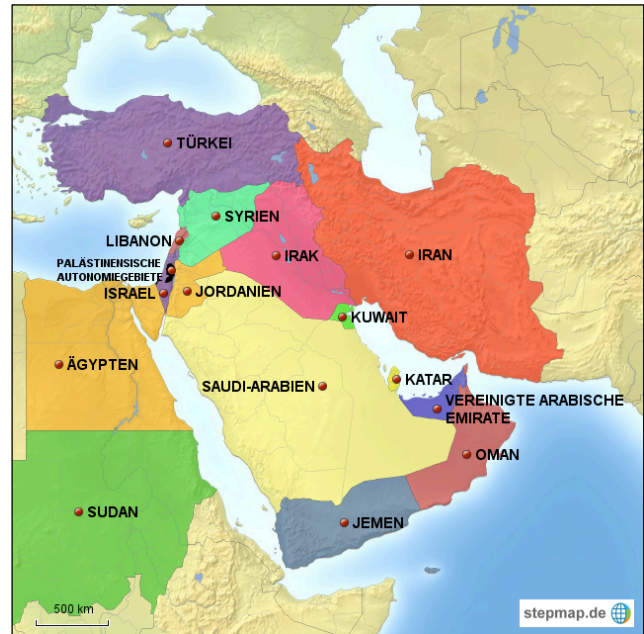 TÜRKEI
SYRIEN
LIBANON
IRAK
IRAN
PALÄSTINENSISCHE
AUTONOMIEGEBIETE
ISRAEL
JORDANIEN
KUWAIT
ÄGYPTEN
SAUDI-ARABIEN
KATAR
VEREINIGTE ARABISCHE
EMIRATE
OMAN
SUDAN
JEMEN
500 km
stepmap.de